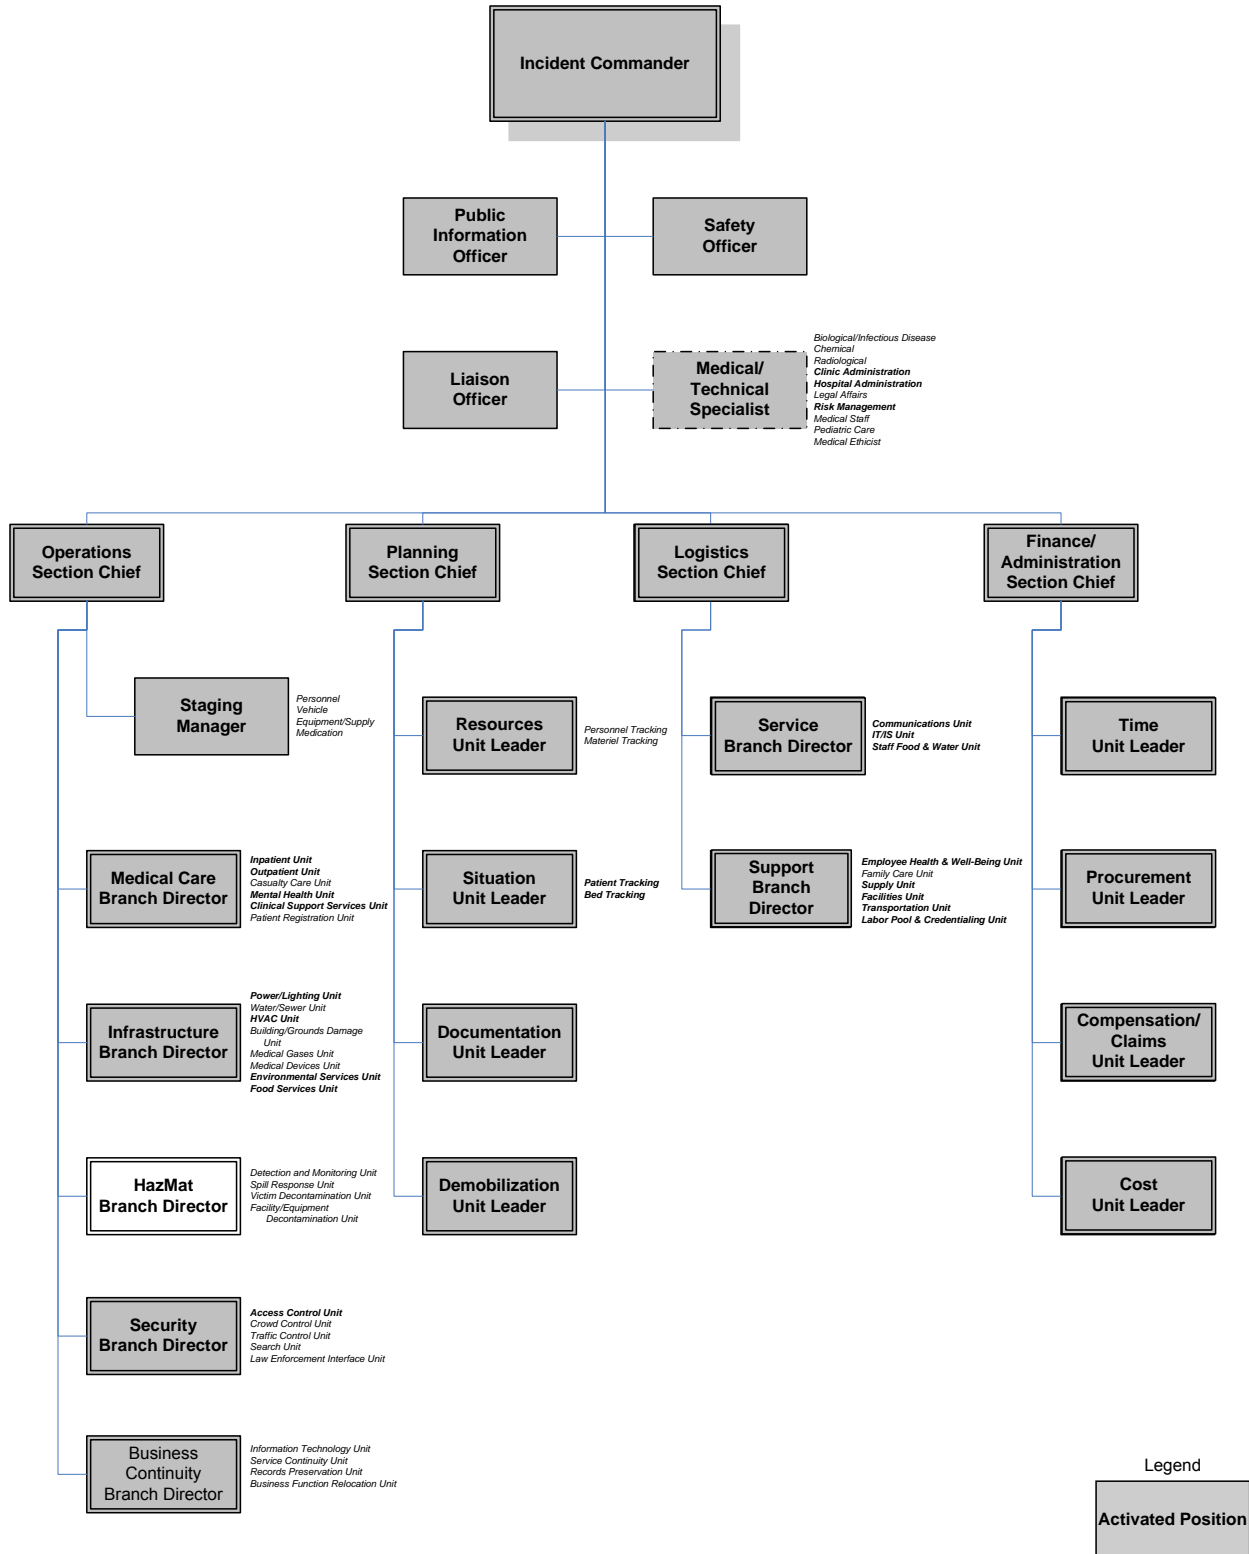 Incident Commander
Public
Information
Officer
Safety
Officer
Liaison
Officer
Medical/
Technical
Specialist
Biological/Infectious Disease
Chemical
Radiological
Clinic Administration
Hospital Administration
Legal Affairs
Risk Management
Medical Staff
Pediatric Care
Medical Ethicist
Operations
Section Chief
Planning
Section Chief
Logistics
Section Chief
Finance/
Administration
Section Chief
Staging
Manager
Personnel
Vehicle
Equipment/Supply
Medication
Resources
Unit Leader
Personnel Tracking
Materiel Tracking
Service
Branch Director
Communications Unit
IT/IS Unit
Staff Food & Water Unit
Time
Unit Leader
Medical Care
Branch Director
Inpatient Unit
Outpatient Unit
Casualty Care Unit
Mental Health Unit
Clinical Support Services Unit
Patient Registration Unit
Situation
Unit Leader
Patient Tracking
Bed Tracking
Support
Branch
Director
Employee Health & Well-Being Unit
Family Care Unit
Supply Unit
Facilities Unit
Transportation Unit
Labor Pool & Credentialing Unit
Procurement
Unit Leader
Infrastructure
Branch Director
Power/Lighting Unit
Water/Sewer Unit
HVAC Unit
Building/Grounds Damage
Unit
Medical Gases Unit
Medical Devices Unit
Environmental Services Unit
Food Services Unit
Documentation
Unit Leader
Compensation/
Claims
Unit Leader
HazMat
Branch Director
Detection and Monitoring Unit
Spill Response Unit
Victim Decontamination Unit
Facility/Equipment
Decontamination Unit
Demobilization
Unit Leader
Cost
Unit Leader
Security
Branch Director
Access Control Unit
Crowd Control Unit
Traffic Control Unit
Search Unit
Law Enforcement Interface Unit
Business
Continuity
Branch Director
Information Technology Unit
Service Continuity Unit
Records Preservation Unit
Business Function Relocation Unit
Legend
Activated Position